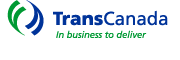 TransCanada
In business to deliver